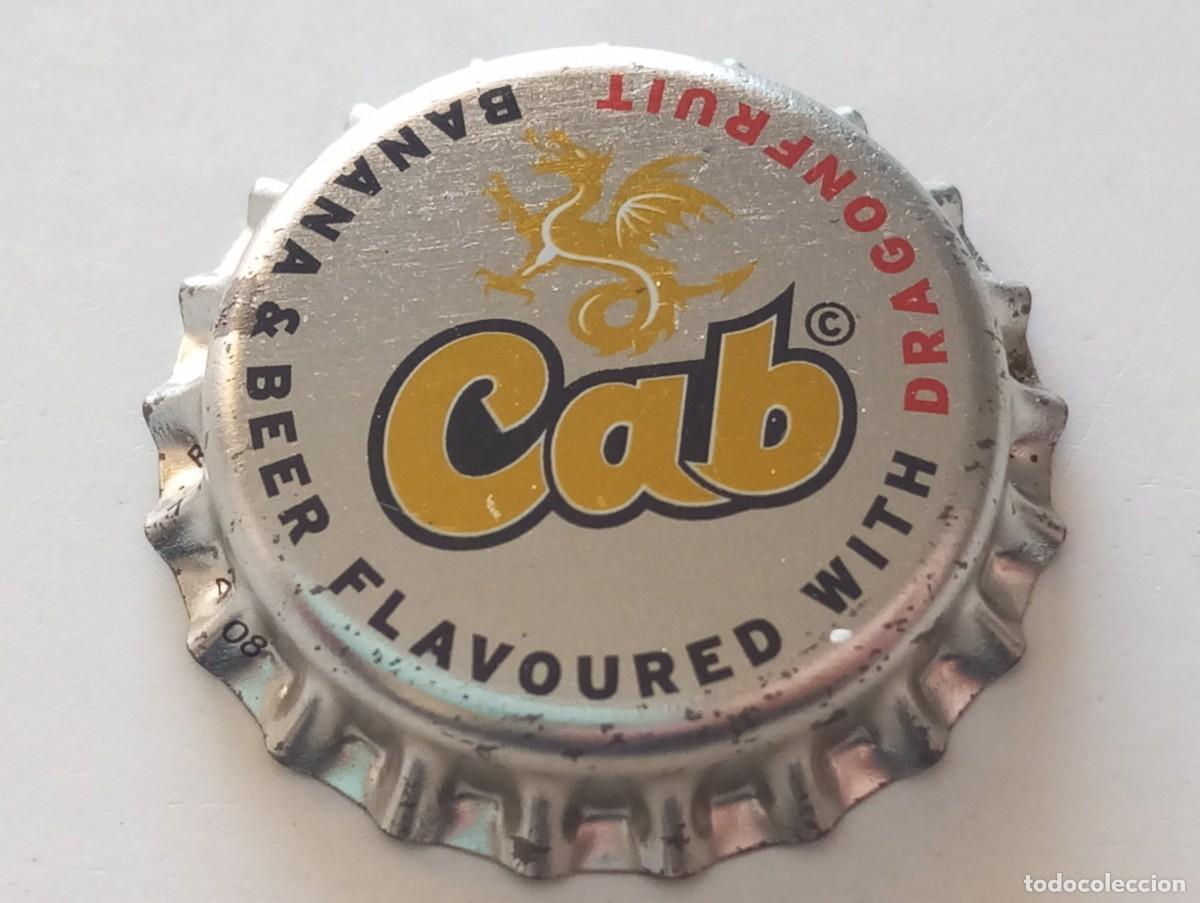 BANANA & BEER FLAVOURED WITH DRAGONFRUIT
Cab ©
08
todocoleccion